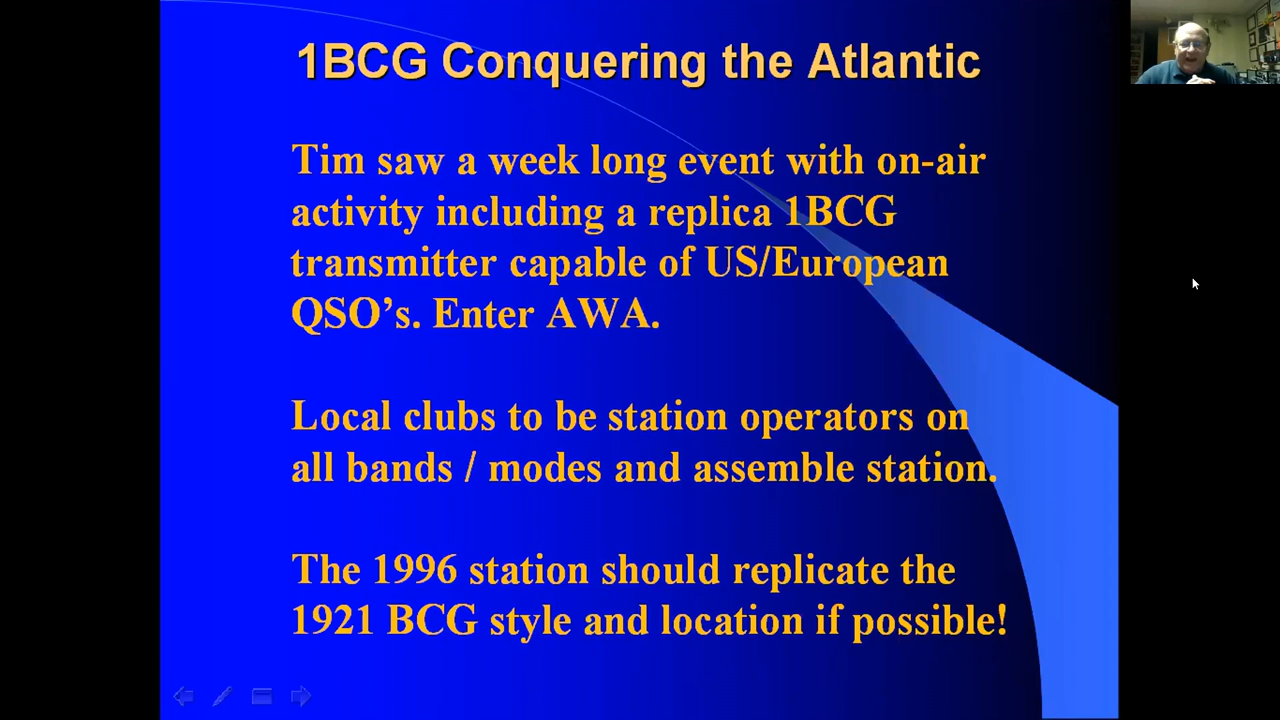 1BCG Conquering the Atlantic
Tim saw a week long event with on-air
activity including a replica 1BCG
transmitter capable of US/European
QSO’s. Enter AWA.
Local clubs to be station operators on
all bands / modes and assemble station.
The 1996 station should replicate the
1921 BCG style and location if possible!